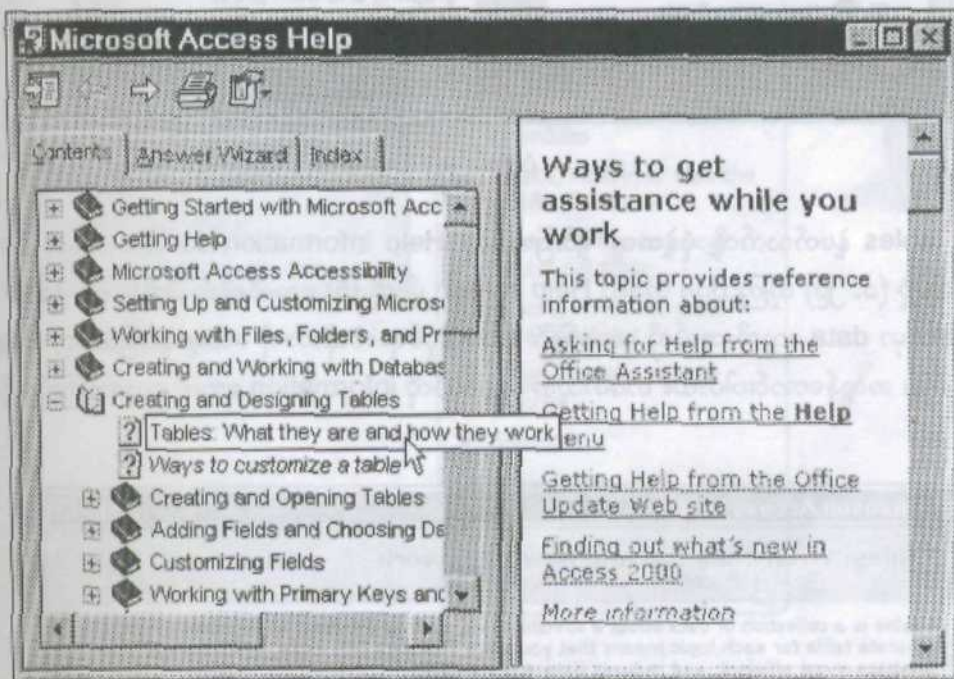 Microsoft Access Help
Contents
Answer Wizard
Index
Getting Started with Microsoft Acc
Getting Help
Microsoft Access Accessibility
Setting Up and Customizing Micros
Working with Files, Folders, and Pr
Creating and Working with Databas
Creating and Designing Tables
Tables: What they are and how they work
Ways to customize a table
Creating and Opening Tables
Adding Fields and Choosing Da
Customizing Fields
Working with Primary Keys and
Ways to get
assistance while you
work
This topic provides reference
information about:
Asking for Help from the
Office Assistant
Getting Help from the Help
enu
Getting Help from the Office
Update Web site
Finding out what's new in
Access 2000
More information